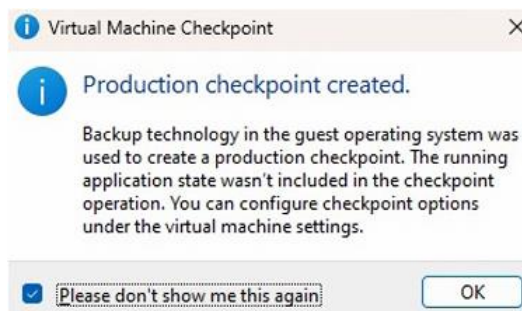 Virtual Machine Checkpoint
Production checkpoint created.
Backup technology in the guest operating system was
used to create a production checkpoint. The running
application state wasn't included in the checkpoint
operation. You can configure checkpoint options
under the virtual machine settings.
Please don't show me this again
OK